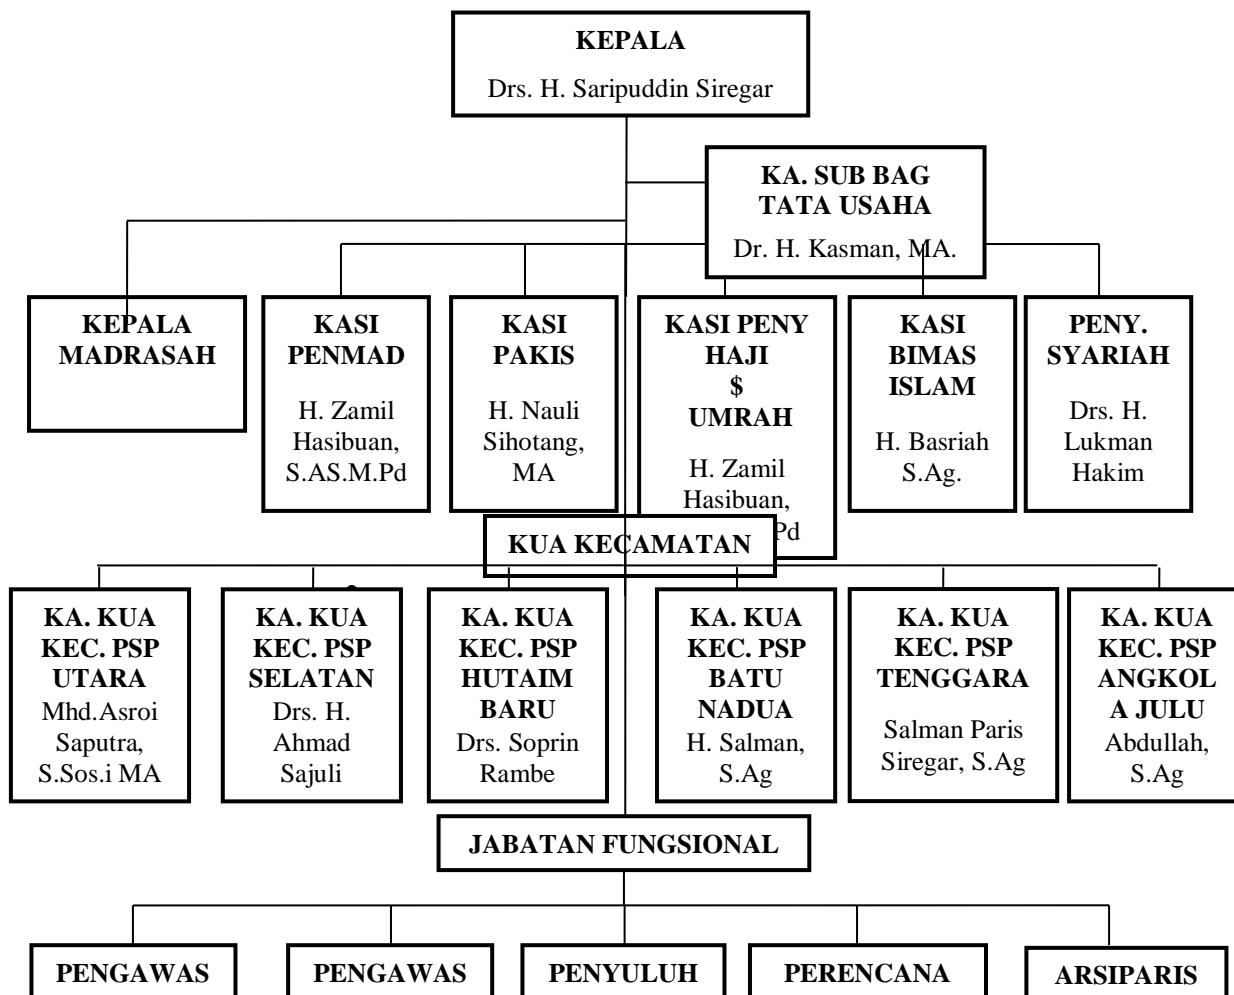 KEPALA
Drs. H. Saripuddin Siregar
KA. SUB BAG
TATA USAHA
Dr. H. Kasman, MA.
KEPALA
MADRASAH
KASI
PENMAD
H. Zamil
Hasibuan,
S.AS.M.Pd
KASI
PAKIS
H. Nauli
Sihotang,
MA
KASI PENY
HAJI
$
UMRAH
H. Zamil
Hasibuan,
Pd
KASI
BIMAS
ISLAM
H. Basriah
S.Ag.
PENY.
SYARIAH
Drs. H.
Lukman
Hakim
KUA KECAMATAN
KA. KUA
KEC. PSP
UTARA
Mhd.Asroi
Saputra,
S.Sos.i MA
KA. KUA
KEC. PSP
SELATAN
Drs. H.
Ahmad
Sajuli
KA. KUA
KEC. PSP
HUTAIM
BARU
Drs. Soprin
Rambe
KA. KUA
KEC. PSP
BATU
NADUA
H. Salman,
S.Ag
KA. KUA
KEC. PSP
TENGGARA
Salman Paris
Siregar, S.Ag
KA. KUA
KEC. PSP
ANGKOL
A JULU
Abdullah,
S.Ag
JABATAN FUNGSIONAL
PENGAWAS
PENGAWAS
PENYULUH
PERENCANA
ARSIPARIS